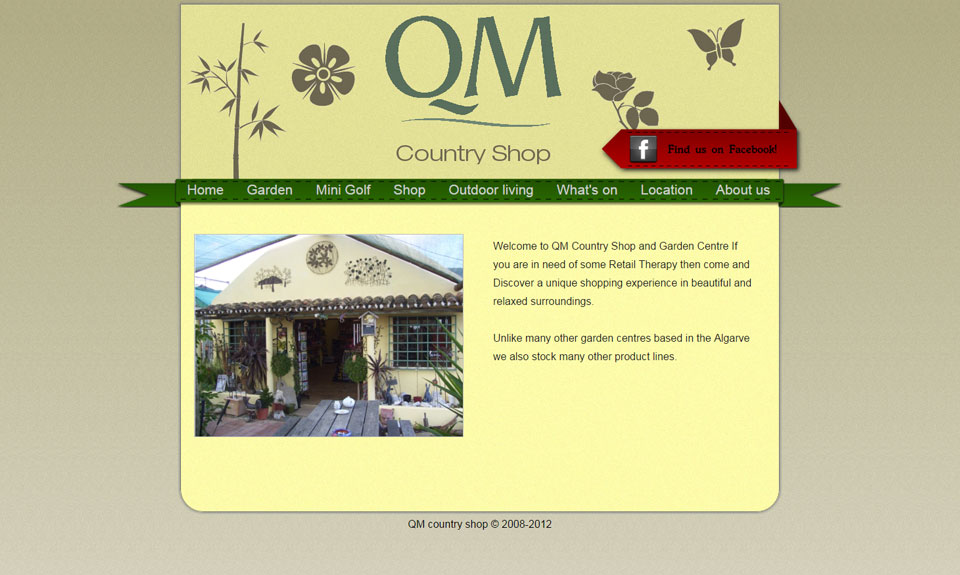 QM
Country Shop
f Find us on Facebook!
Home Garden Mini Golf Shop Outdoor living What's on Location About us
Welcome to QM Country Shop and Garden Centre If
you are in need of some Retail Therapy then come and
Discover a unique shopping experience in beautiful and
relaxed surroundings.
Unlike many other garden centres based in the Algarve
we also stock many other product lines.
QM country shop © 2008-2012